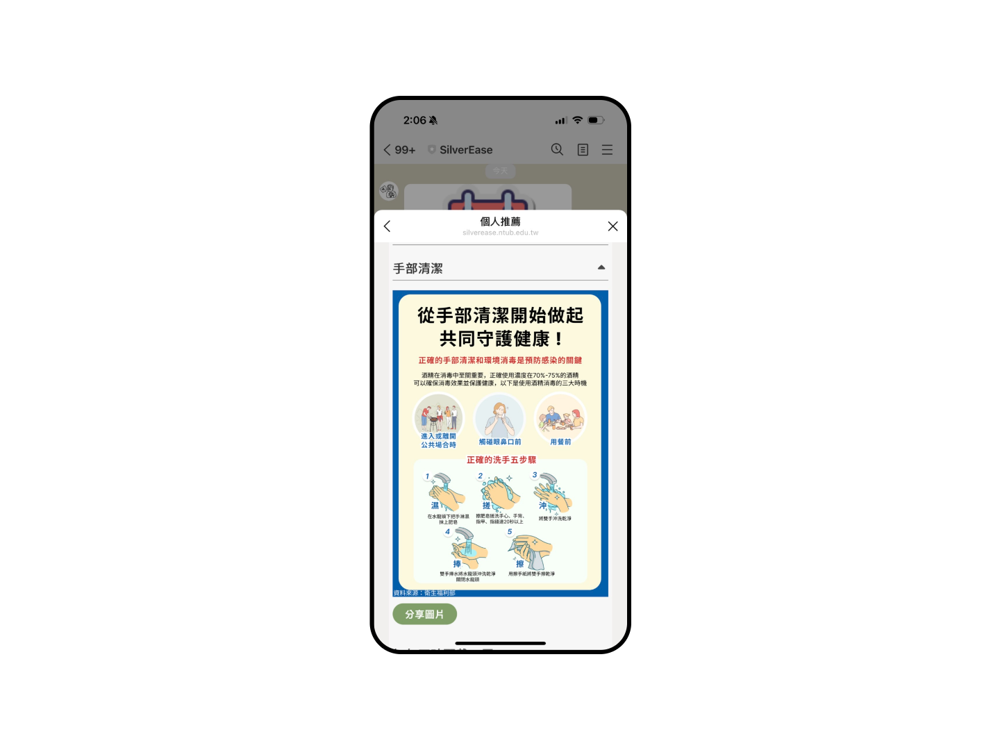 2:06
99+
SilverEase
今天
個人推薦
silverease.ntub.edu.tw
手部清潔
從手部清潔開始做起
共同守護健康！
正確的手部清潔和環境消毒是預防感染的關鍵
酒精在消毒中至關重要，正確使用濃度在70%-75%的酒精
可以確保消毒效果並保護健康，以下是使用酒精消毒的三大時機
進入或離開
公共場合時
觸碰眼鼻口前
用餐前
正確的洗手五步驟
1
濕
在水龍頭下把手淋濕
抹上肥皂
2
搓
擦肥皂搓洗手心、手背、
指甲、指縫達20秒以上
3
沖
將雙手沖洗乾淨
4
捧
雙手捧水將水龍頭沖洗乾淨
關閉水龍頭
5
擦
用擦手紙將雙手擦乾淨
資料來源：衛生福利部
分享圖片